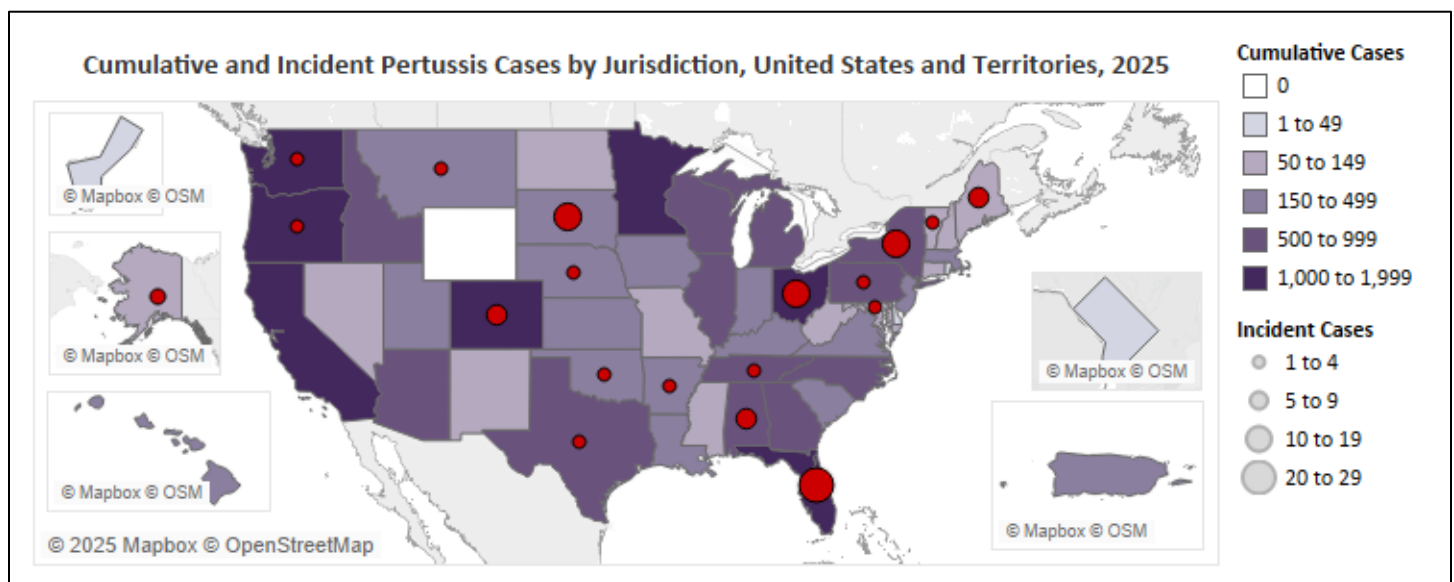 Cumulative and Incident Pertussis Cases by Jurisdiction, United States and Territories, 2025
© Mapbox © OSM
© Mapbox © OSM
© Mapbox © OSM
© 2025 Mapbox © OpenStreetMap
© Mapbox © OSM
© Mapbox © OSM
Cumulative Cases
0
1 to 49
50 to 149
150 to 499
500 to 999
1,000 to 1,999
Incident Cases
1 to 4
5 to 9
10 to 19
20 to 29